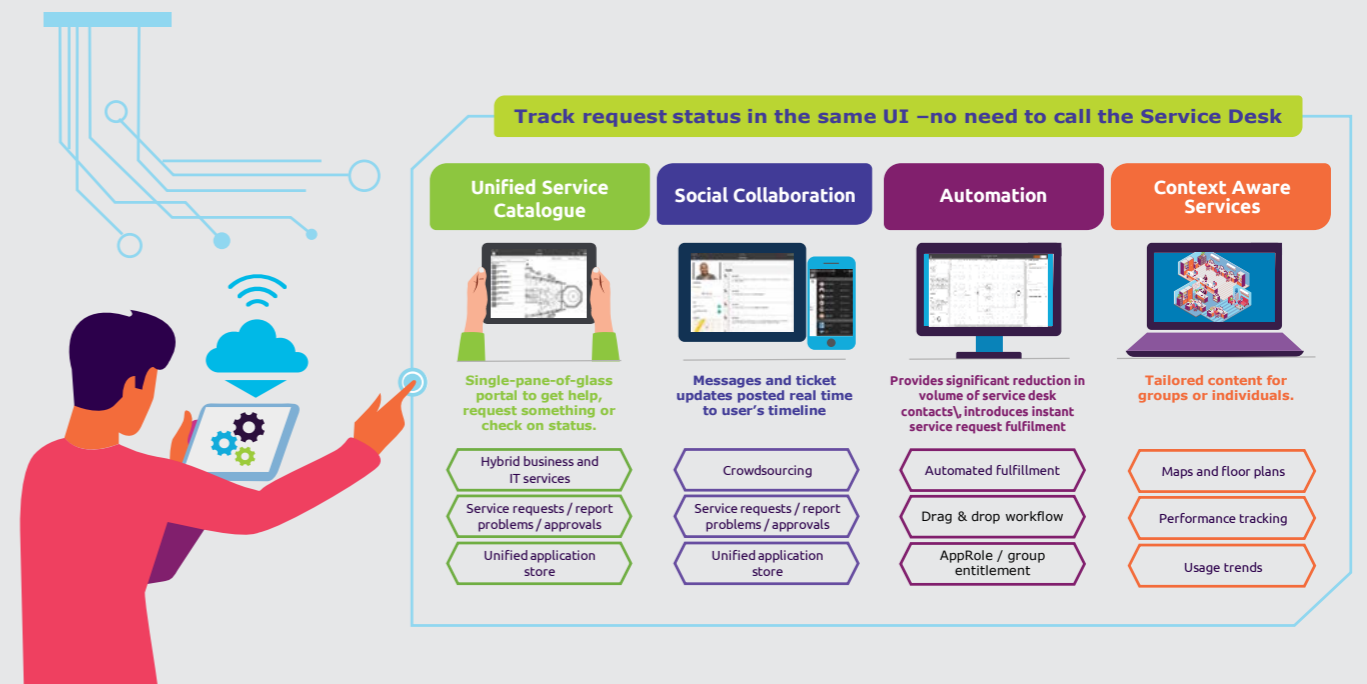 Track request status in the same UI –no need to call the Service Desk
Unified Service
Catalogue
Single-pane-of-glass
portal to get help,
request something or
check on status.
Hybrid business and
IT services
Service requests / report
problems / approvals
Unified application
store
Social Collaboration
Messages and ticket
updates posted real time
to user’s timeline
Crowdsourcing
Service requests / report
problems / approvals
Unified application
store
Automation
Provides significant reduction in
volume of service desk
contacts\, introduces instant
service request fulfilment
Automated fulfillment
Drag & drop workflow
AppRole / group
entitlement
Context Aware
Services
Tailored content for
groups or individuals.
Maps and floor plans
Performance tracking
Usage trends